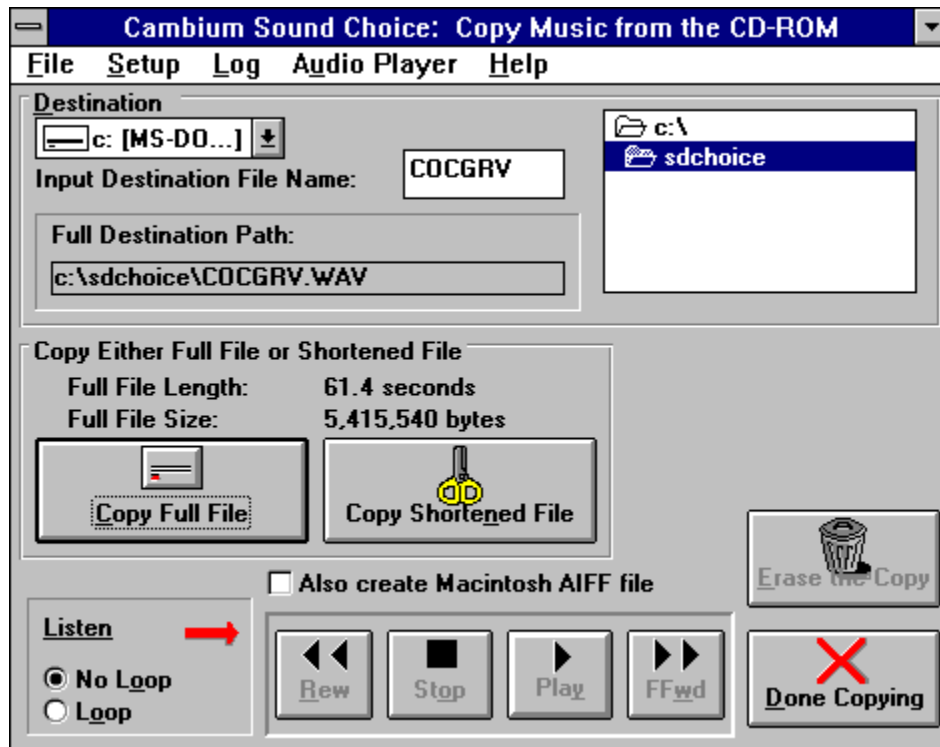 Cambium Sound Choice:  Copy Music from the CD-ROM
File Setup Log Audio Player Help
Destination
c: [MS-DO...]
c:\
sdchoice
Input Destination File Name: COCGRV
Full Destination Path:
c:\sdchoice\COCGRV.WAV
Copy Either Full File or Shortened File
Full File Length: 61.4 seconds
Full File Size: 5,415,540 bytes
Copy Full File
Copy Shortened File
Erase the Copy
Also create Macintosh AIFF file
Listen
No Loop
Loop
Rew
Stop
Play
FFwd
Done Copying